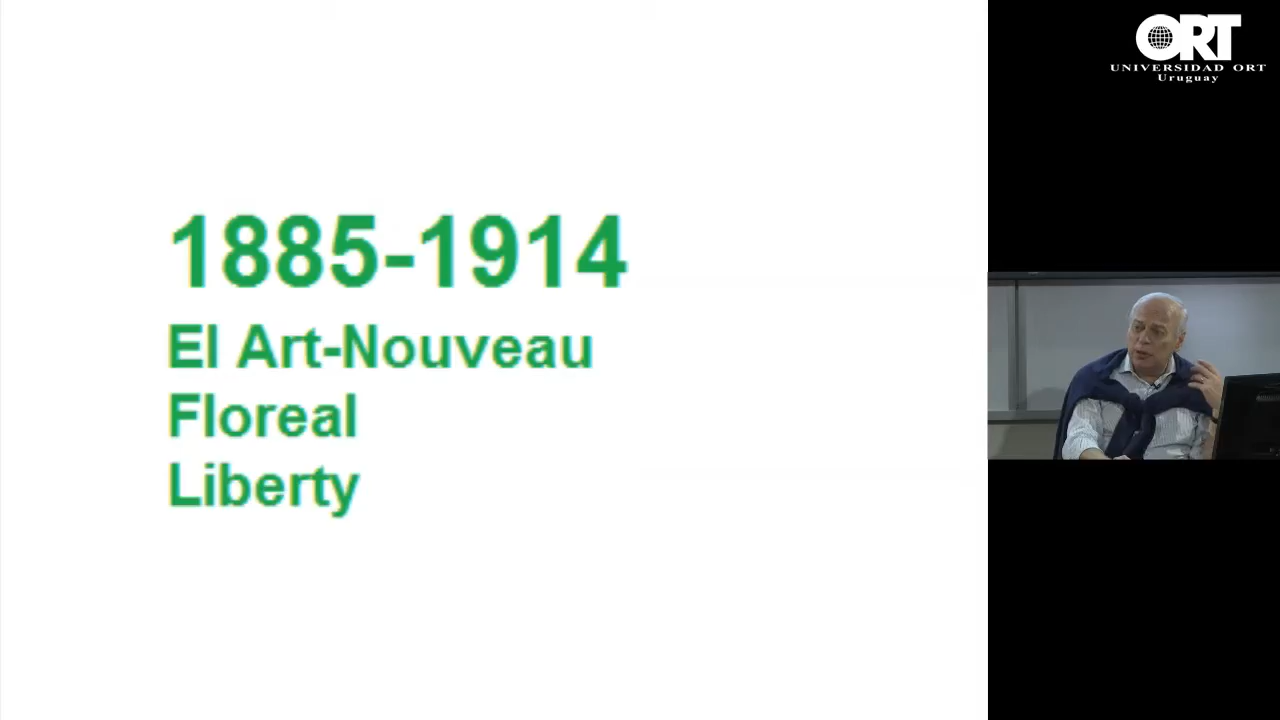 1885-1914
El Art-Nouveau
Floreal
Liberty
ORT
UNIVERSIDAD ORT
Uruguay